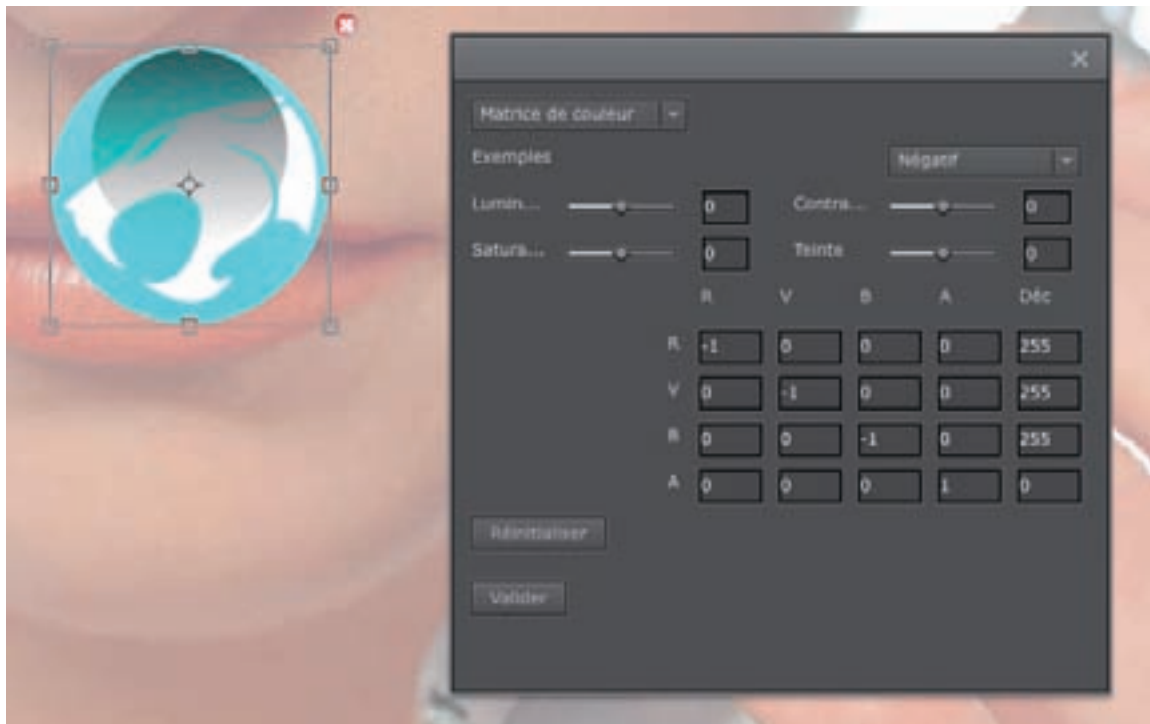 Matrice de couleur
Exemples Négatif
Lumin... 0 Contra... 0
Satura... 0 Teinte 0
R V B A Déc
R -1 0 0 0 255
V 0 -1 0 0 255
B 0 0 -1 0 255
A 0 0 0 1 0
Réinitialiser
Valider